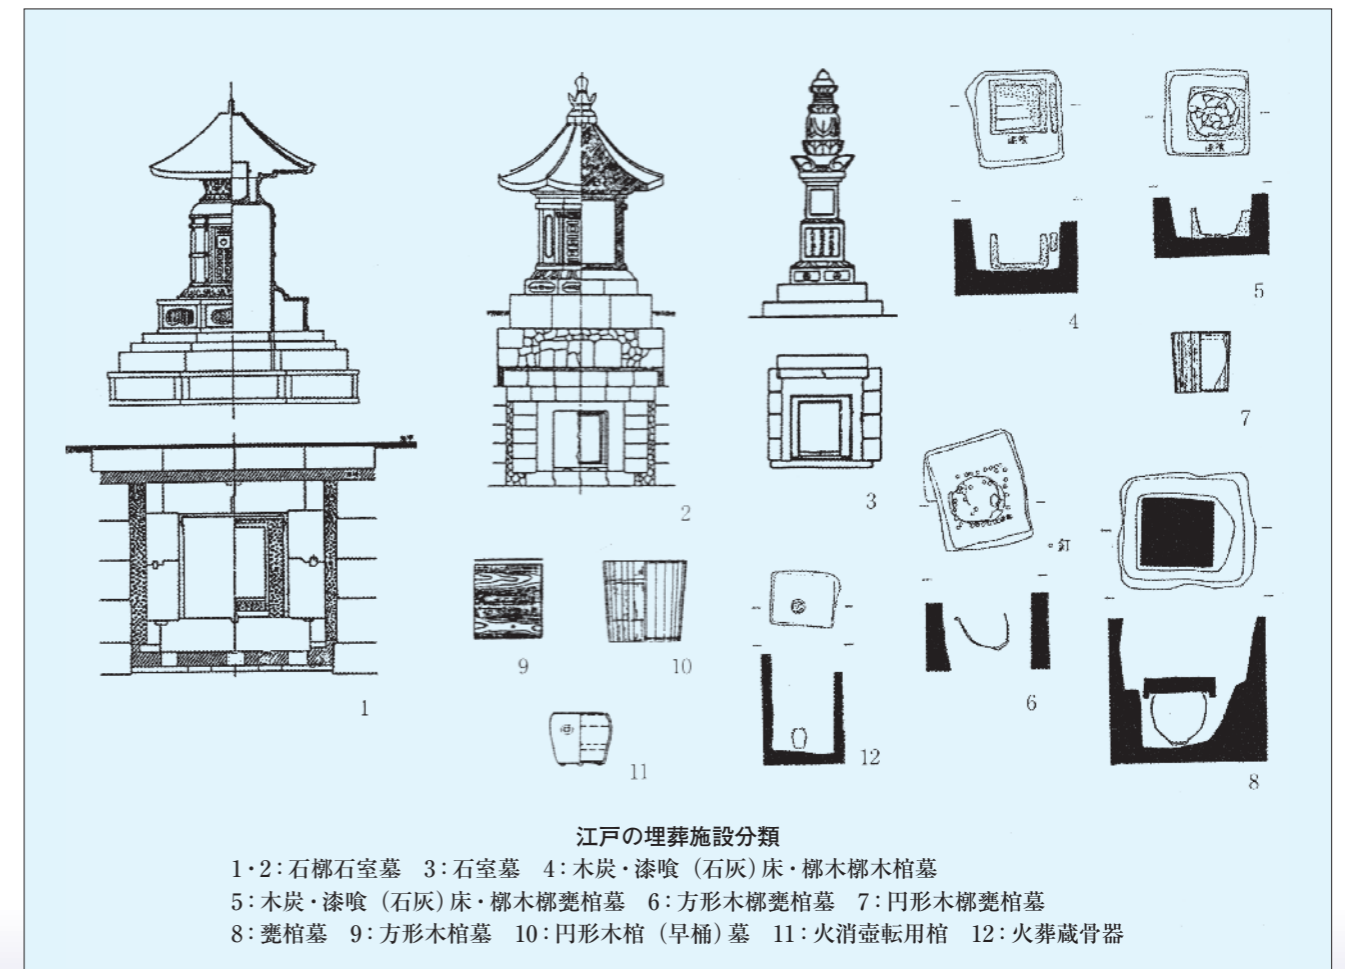 4
5
7
2
3
釘
9
10
6
1
11
12
8
江戸の埋葬施設分類
1・2：石槨石室墓　3：石室墓　4：木炭・漆喰（石灰）床・槨木槨木棺墓
5：木炭・漆喰（石灰）床・槨木槨甕棺墓　6：方形木槨甕棺墓　7：円形木槨甕棺墓
8：甕棺墓　9：方形木棺墓　10：円形木棺（早桶）墓　11：火消壺転用棺　12：火葬蔵骨器